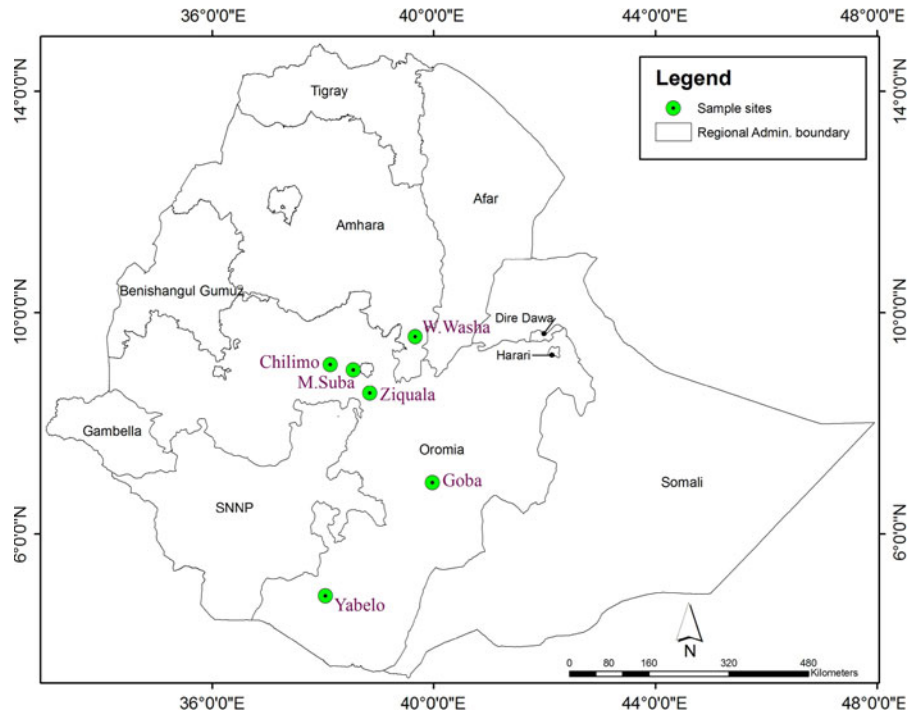 36°0'0"E
40°0'0"E
44°0'0"E
48°0'0"E
14°0'0"N
14°0'0"N
10°0'0"N
10°0'0"N
6°0'0"N
6°0'0"N
Legend
Sample sites
Regional Admin. boundary
Tigray
Afar
Amhara
Benishangul Gumuz
Dire Dawa
W.Washa
Harari
Chilimo
M.Suba
Ziquala
Gambella
Oromia
Goba
Somali
SNNP
Yabelo
N
0 80 160 320 480
Kilometers
36°0'0"E
40°0'0"E
44°0'0"E
48°0'0"E